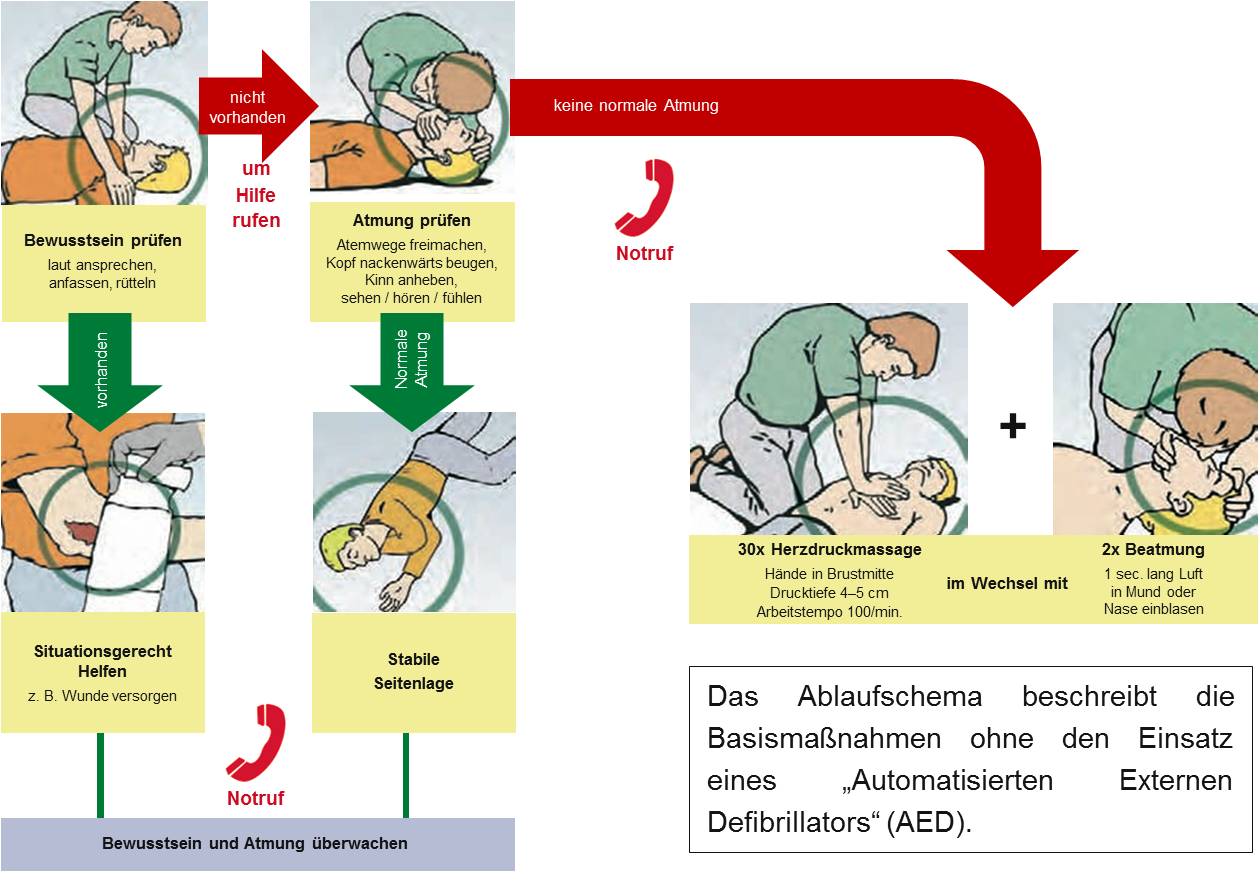 nicht
vorhanden
um
Hilfe
rufen
keine normale Atmung
Notruf
Bewusstsein prüfen
laut ansprechen,
anfassen, rütteln
Atmung prüfen
Atemwege freimachen,
Kopf nackenwärts beugen,
Kinn anheben,
sehen / hören / fühlen
vorhanden
Normale
Atmung
+
30x Herzdruckmassage
Hände in Brustmitte
Drucktiefe 4–5 cm
Arbeitstempo 100/min.
im Wechsel mit
2x Beatmung
1 sec. lang Luft
in Mund oder
Nase einblasen
Situationsgerecht
Helfen
z. B. Wunde versorgen
Stabile
Seitenlage
Notruf
Bewusstsein und Atmung überwachen
Das Ablaufschema beschreibt die
Basismaßnahmen ohne den Einsatz
eines „Automatisierten Externen
Defibrillators“ (AED).